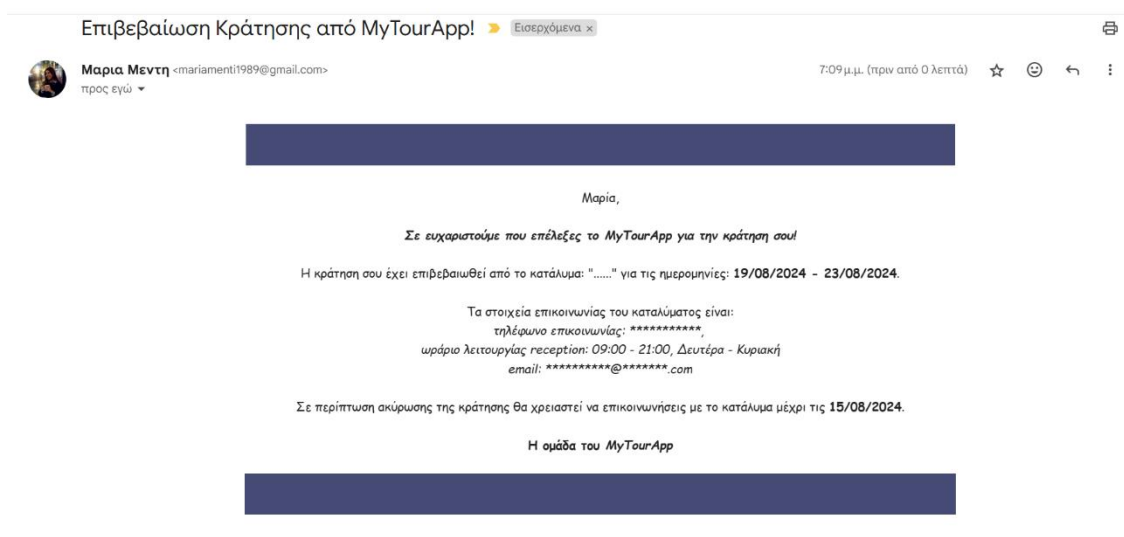 Επιβεβαίωση Κράτησης από MyTourApp! Εισερχόμενα ×
Μαρια Μεντη <mariamenti1989@gmail.com> 7:09 μ.μ. (πριν από 0 λεπτά)
προς εγώ
Μαρία,
Σε ευχαριστούμε που επέλεξες το MyTourApp για την κράτηση σου!
Η κράτηση σου έχει επιβεβαιωθεί από το κατάλυμα: "......" για τις ημερομηνίες: 19/08/2024 - 23/08/2024.
Τα στοιχεία επικοινωνίας του καταλύματος είναι:
τηλέφωνο επικοινωνίας: ***********,
ωράριο λειτουργίας reception: 09:00 - 21:00, Δευτέρα - Κυριακή
email: **********@*******.com
Σε περίπτωση ακύρωσης της κράτησης θα χρειαστεί να επικοινωνήσεις με το κατάλυμα μέχρι τις 15/08/2024.
Η ομάδα του MyTourApp